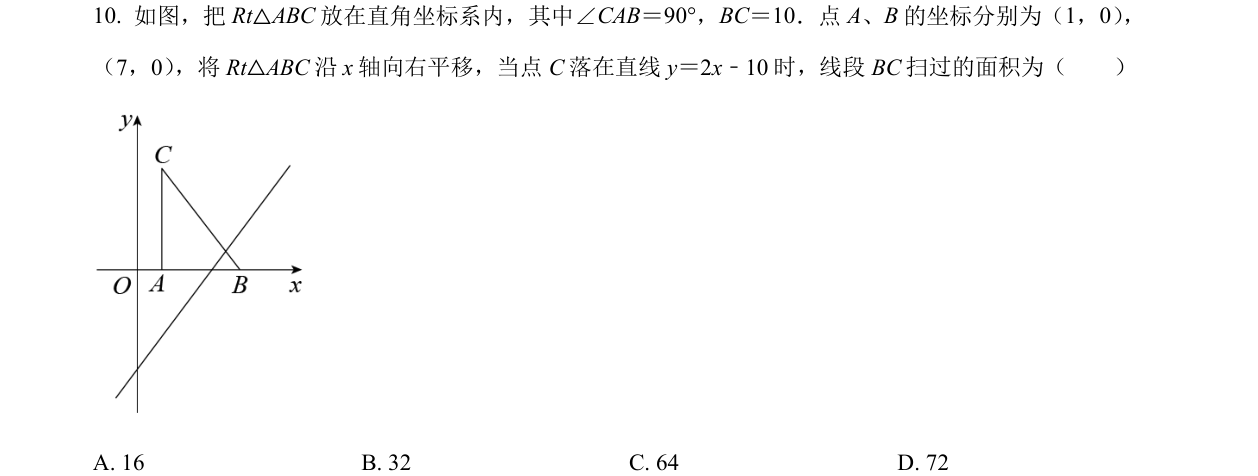 10. 如图，把 Rt△ABC 放在直角坐标系内，其中∠CAB＝90°，BC＝10．点 A、B 的坐标分别为（1，0），
（7，0），将 Rt△ABC 沿 x 轴向右平移，当点 C 落在直线 y＝2x﹣10 时，线段 BC 扫过的面积为（　　）
y
C
O A B x
A. 16 B. 32 C. 64 D. 72